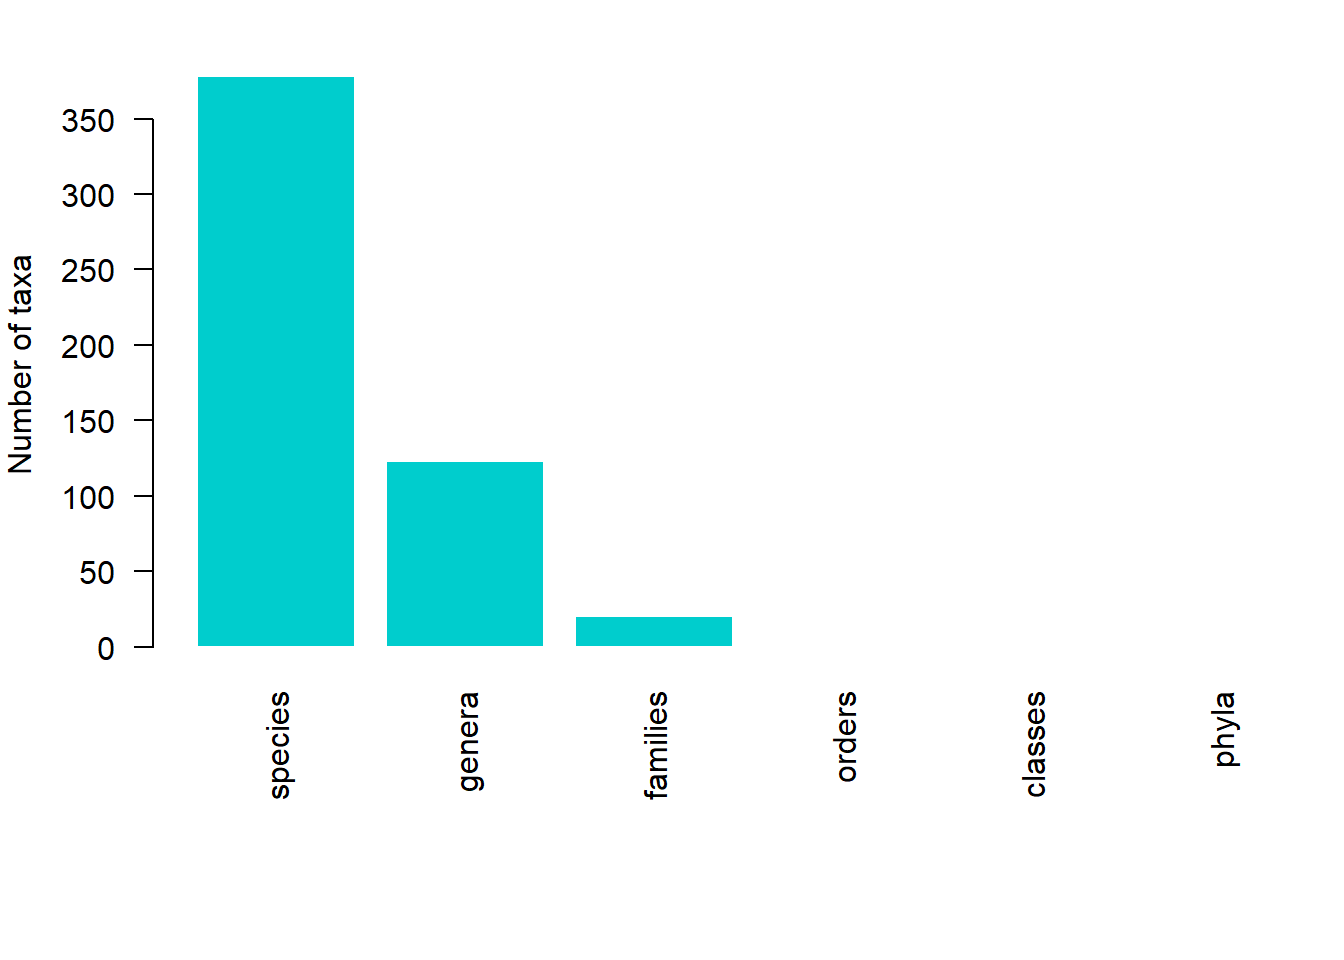 Number of taxa
350
300
250
200
150
100
50
0
species
genera
families
orders
classes
phyla